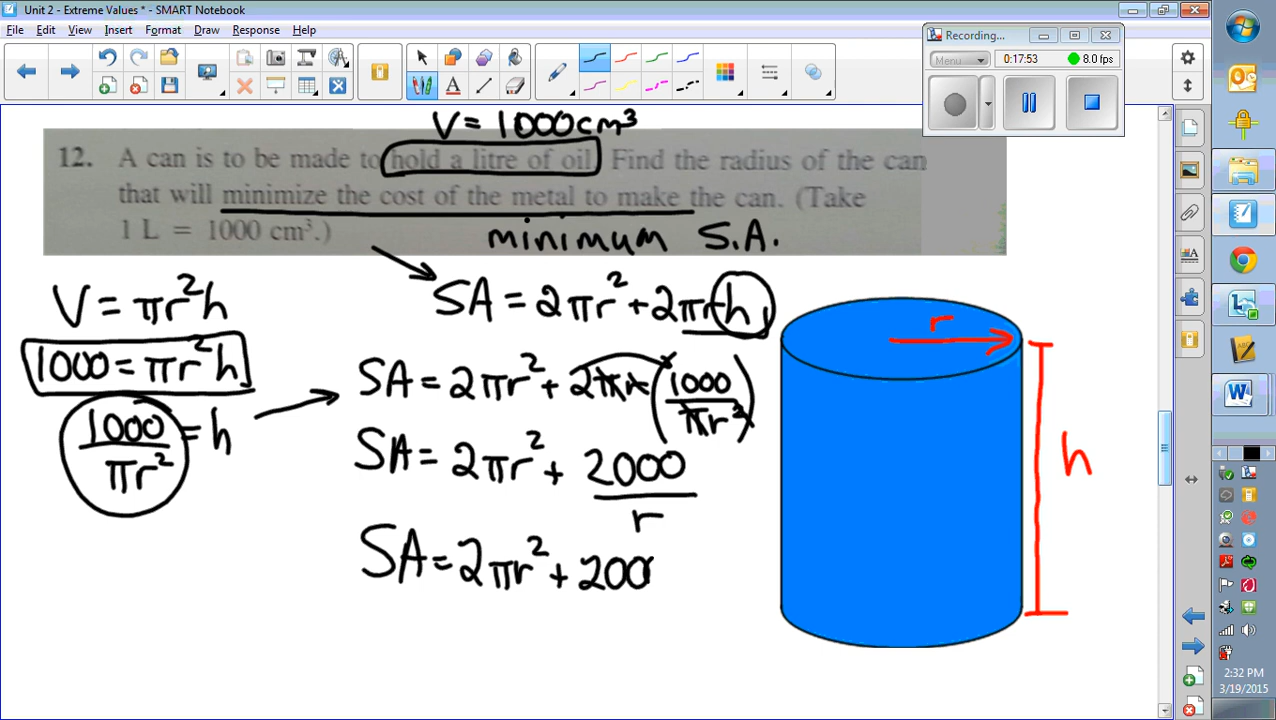 Unit 2 - Extreme Values * - SMART Notebook
File Edit View Insert Format Draw Response Help
Recording...
Menu 0:17:53 8.0 fps
V = 1000cm³
12. A can is to be made to hold a litre of oil. Find the radius of the can
that will minimize the cost of the metal to make the can. (Take
1 L = 1000 cm³.)
minimum S.A.
V = πr²h
1000 = πr²h
1000/πr² = h
SA = 2πr² + 2πrh
SA = 2πr² + 2πr(1000/πr²)
SA = 2πr² + 2000/r
SA = 2πr² + 200
r
h
2:32 PM
3/19/2015